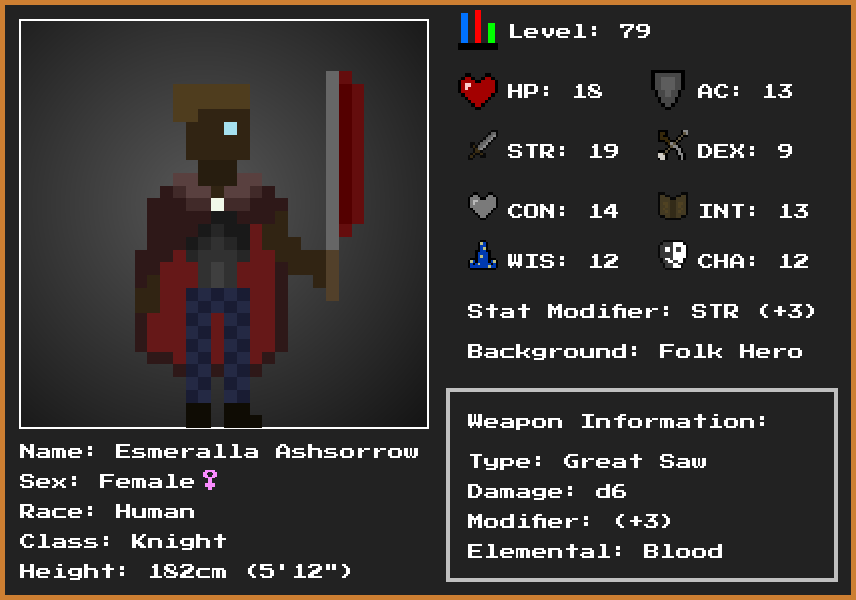 Level: 79
HP: 18 AC: 13
STR: 19 DEX: 9
CON: 14 INT: 13
WIS: 12 CHA: 12
Stat Modifier: STR (+3)
Background: Folk Hero
Name: Esmeralla Ashsorrow
Sex: Female♀
Race: Human
Class: Knight
Height: 182cm (5'12")
Weapon Information:
Type: Great Saw
Damage: d6
Modifier: (+3)
Elemental: Blood